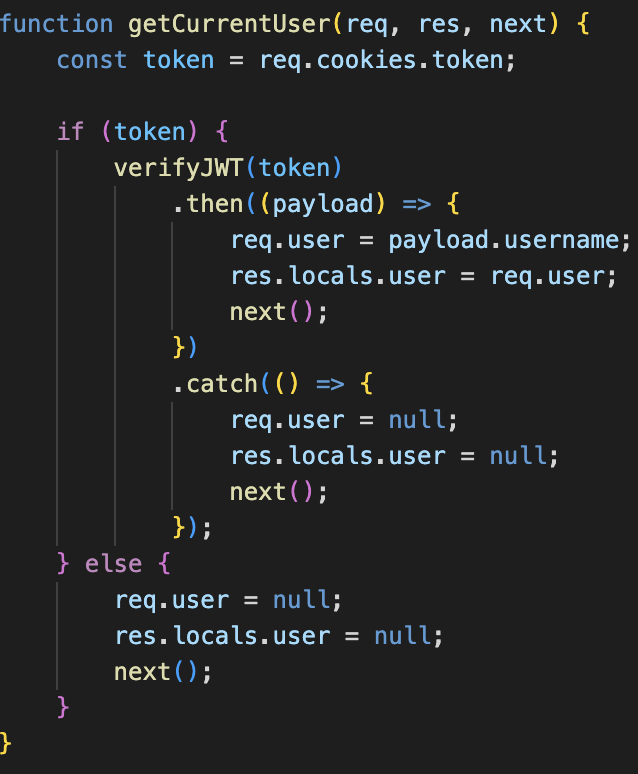 function getCurrentUser(req, res, next) {
    const token = req.cookies.token;

    if (token) {
        verifyJWT(token)
            .then((payload) => {
                req.user = payload.username;
                res.locals.user = req.user;
                next();
            })
            .catch(() => {
                req.user = null;
                res.locals.user = null;
                next();
            });
    } else {
        req.user = null;
        res.locals.user = null;
        next();
    }
}